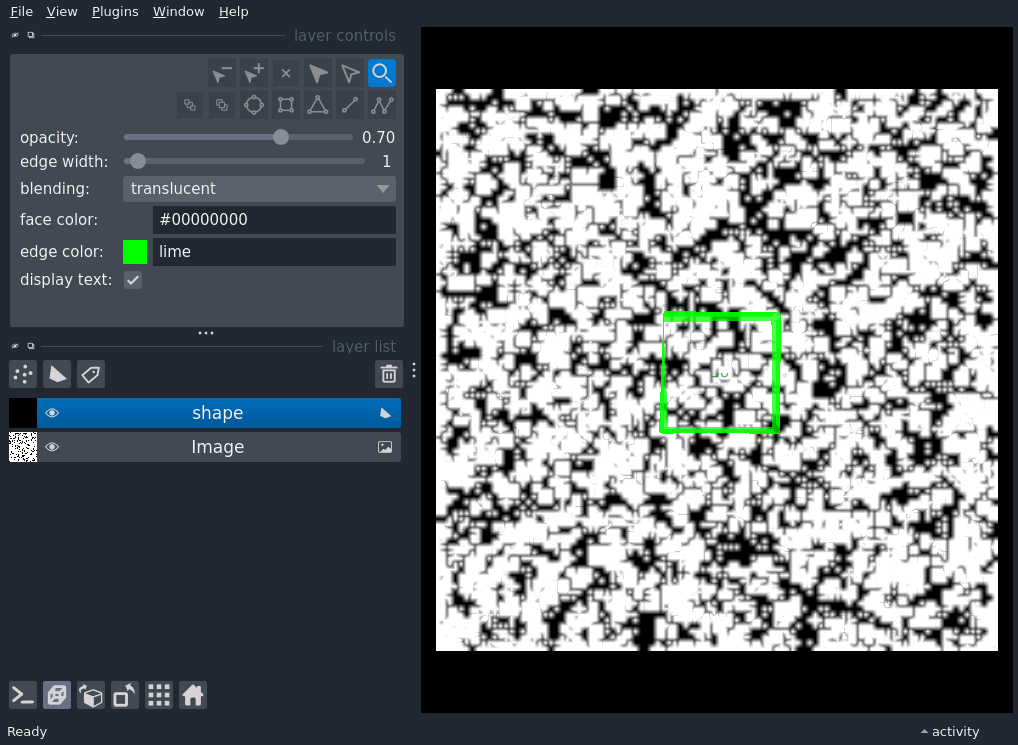 File View Plugins Window Help
layer controls
opacity: 0.70
edge width: 1
blending: translucent
face color: #00000000
edge color: lime
display text:
layer list
shape
Image
Ready
activity